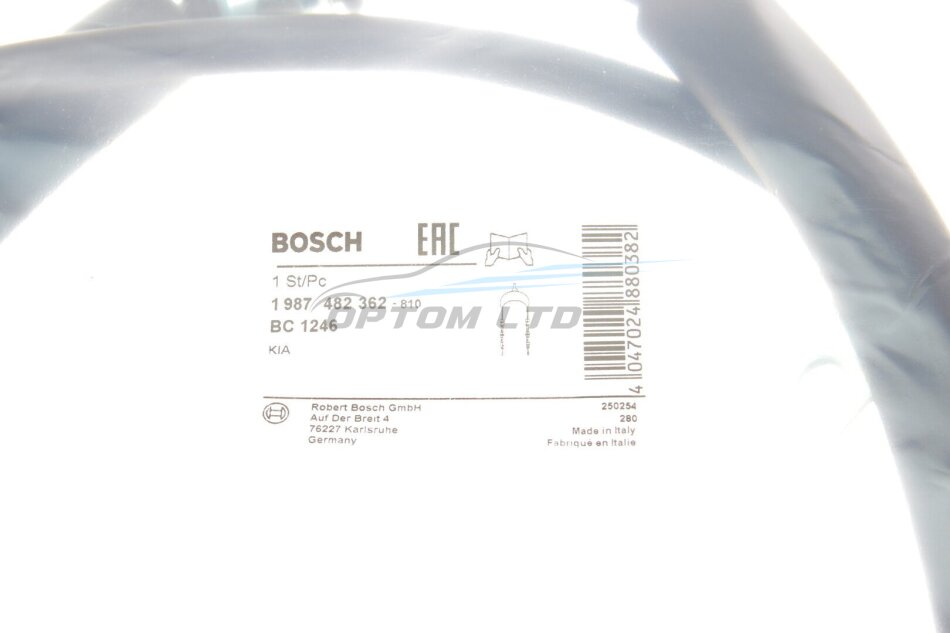 BOSCH EAC
1 St/Pc
1 987 482 362 - 810
OPTOM LTD
BC 1246
KIA
4 047024 880382
Robert Bosch GmbH
Auf Der Breit 4
76227 Karlsruhe
Germany
250254
280
Made in Italy
Fabriqué en Italie